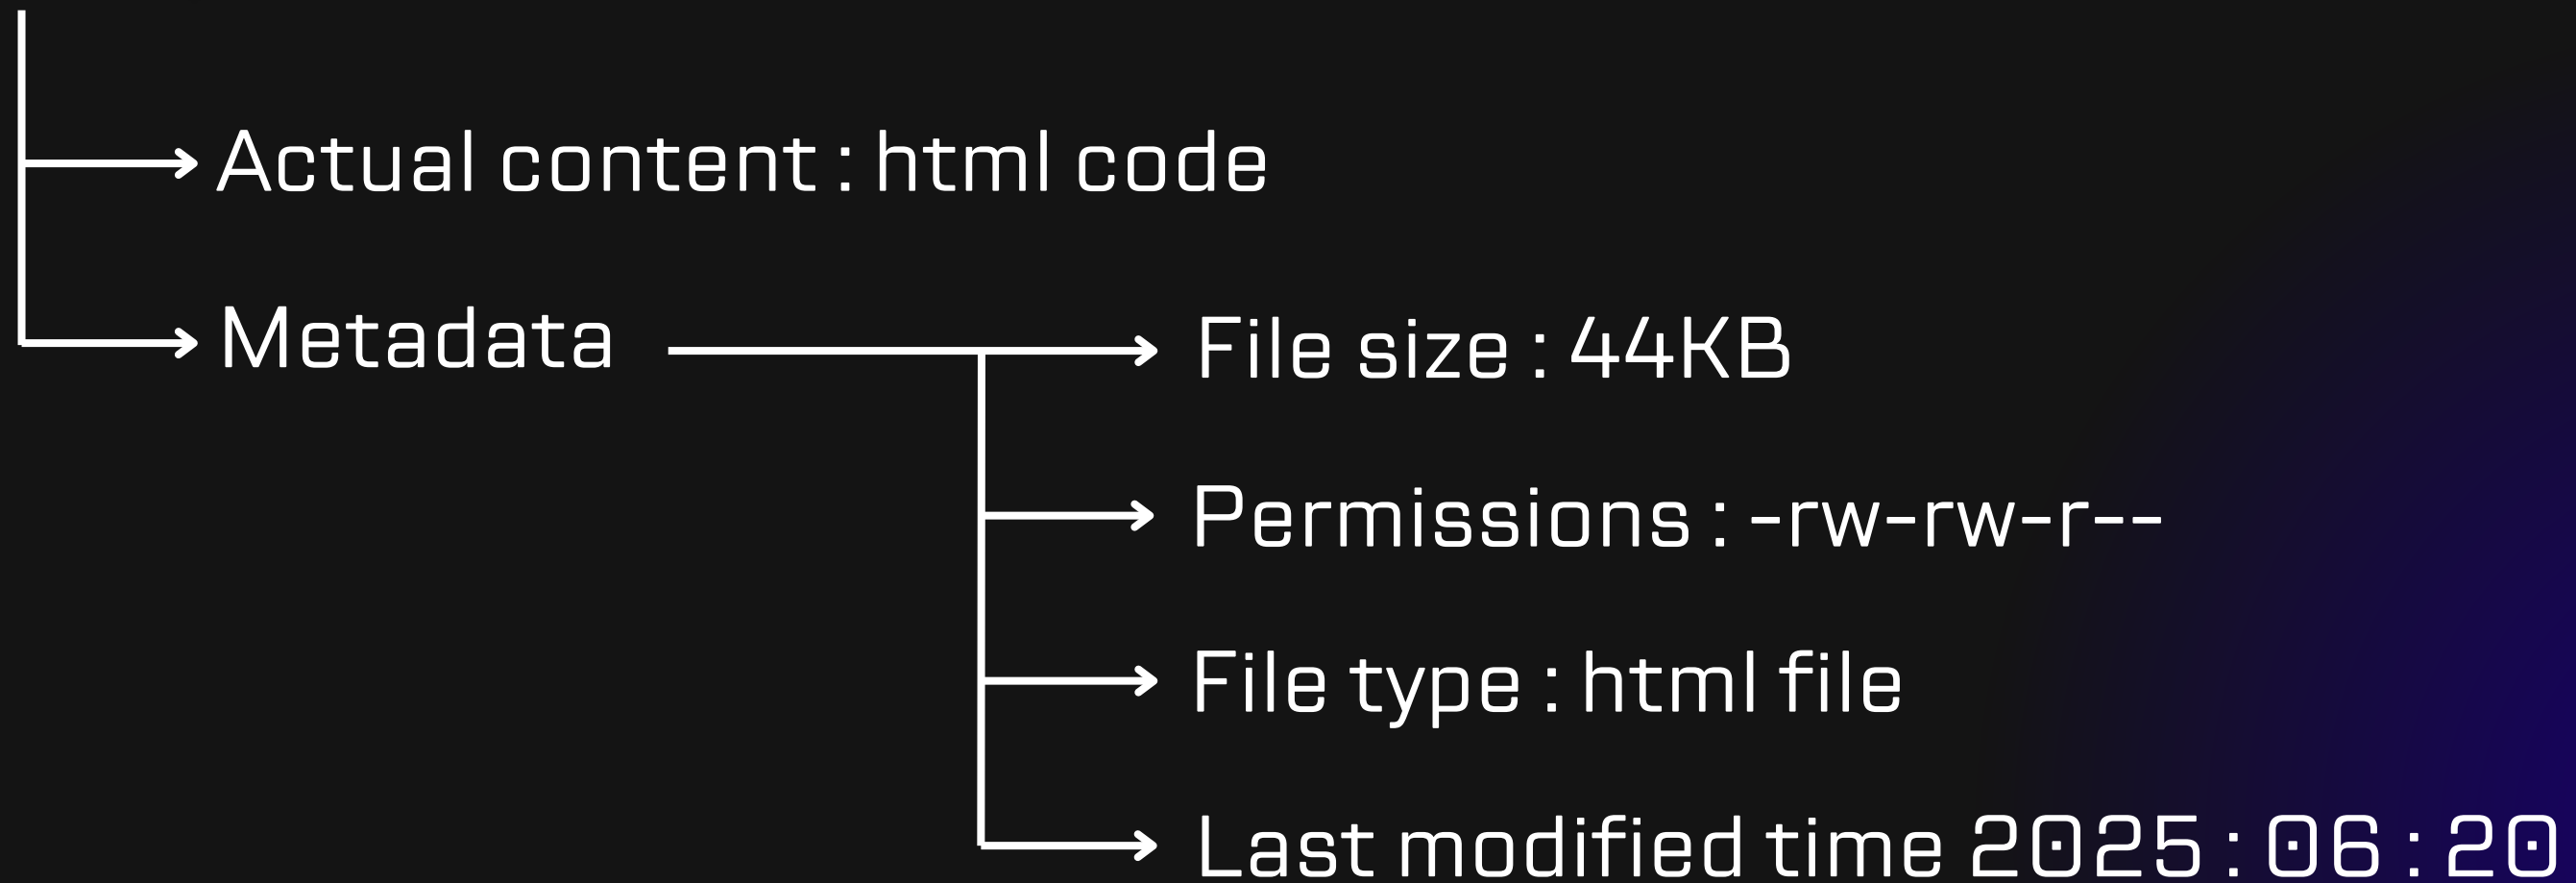 Actual content : html code
Metadata
File size : 44KB
Permissions : -rw-rw-r--
File type : html file
Last modified time 2025:06:20